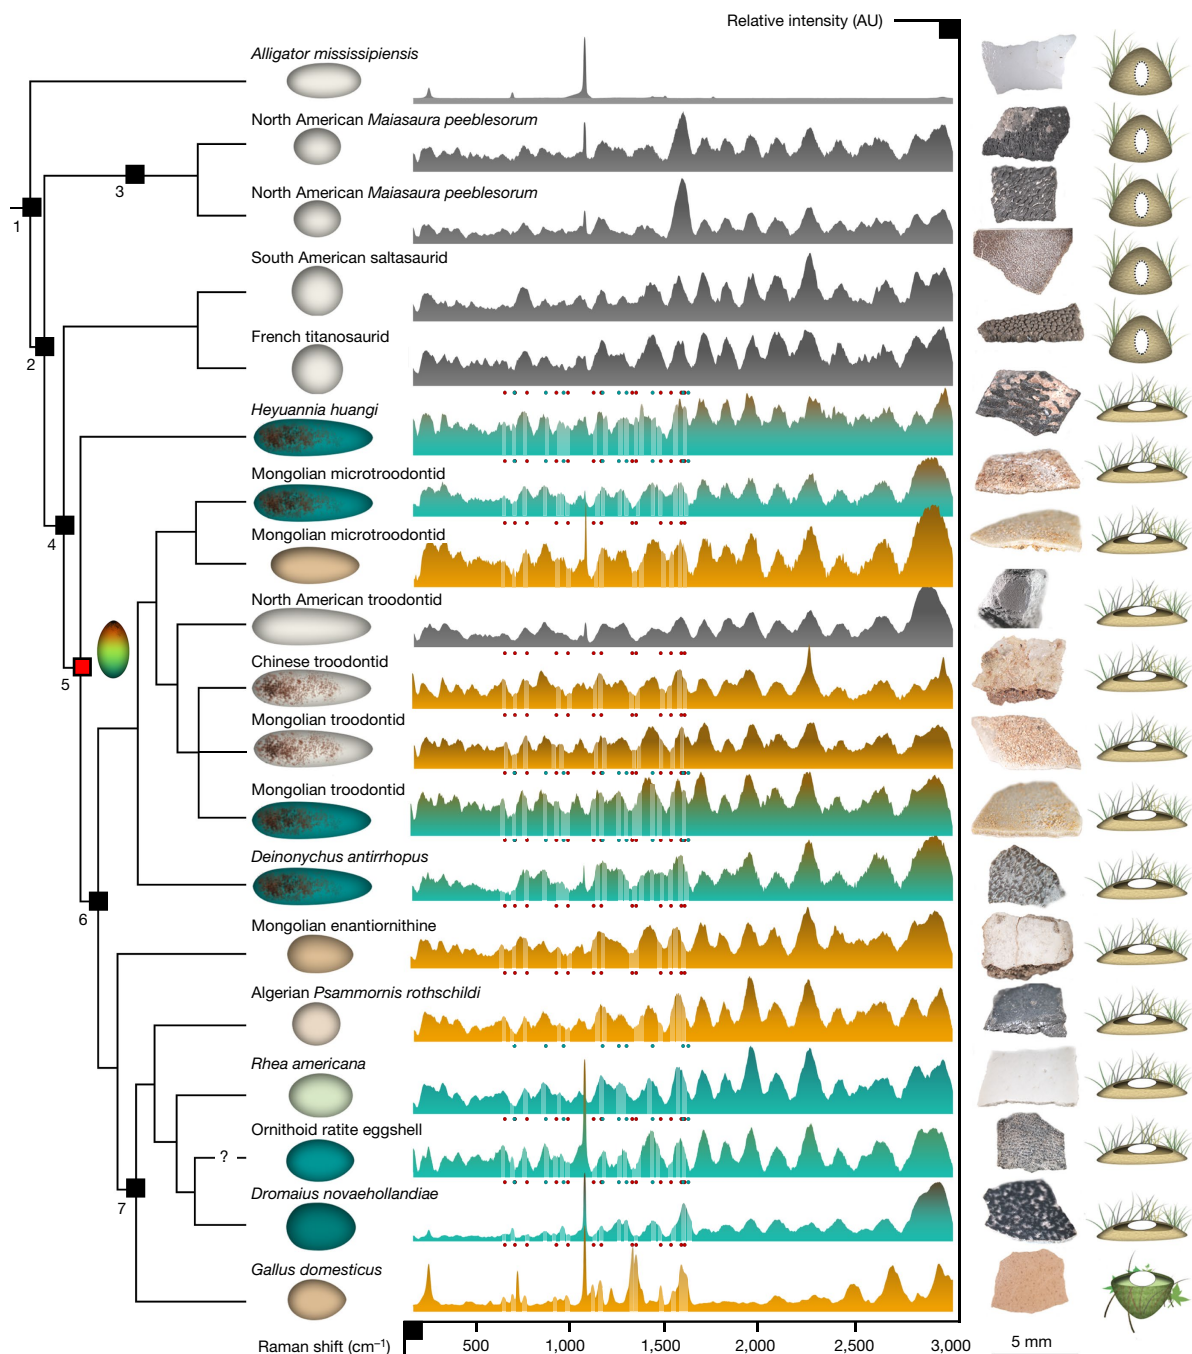 Relative intensity (AU)
Alligator mississipiensis
North American Maiasaura peeblesorum
3
North American Maiasaura peeblesorum
1
South American saltasaurid
French titanosaurid
2
Heyuannia huangi
Mongolian microtroodontid
Mongolian microtroodontid
4
North American troodontid
Chinese troodontid
5
Mongolian troodontid
Mongolian troodontid
Deinonychus antirrhopus
6
Mongolian enantiornithine
Algerian Psammornis rothschildi
Rhea americana
Ornithoid ratite eggshell
?
Dromaius novaehollandiae
7
Gallus domesticus
Raman shift (cm⁻¹) 500 1,000 1,500 2,000 2,500 3,000
5 mm